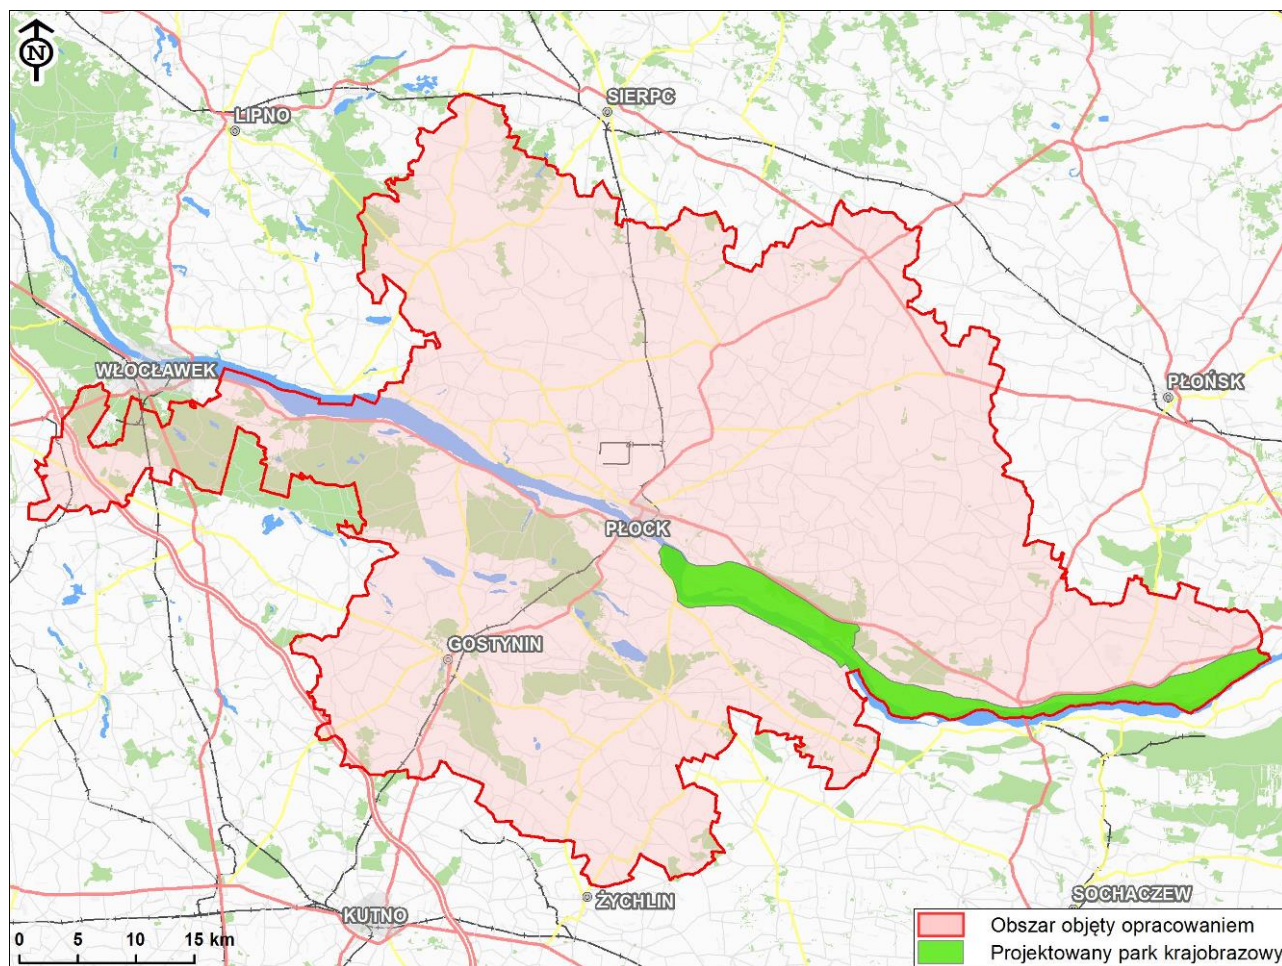 N
LIPNO
SIERPC
WŁOCŁAWEK
PŁOŃSK
PŁOCK
GOSTYNIN
ŻYCHLIN
SOCHACZEW
KUTNO
0 5 10 15 km
Obszar objęty opracowaniem
Projektowany park krajobrazowy